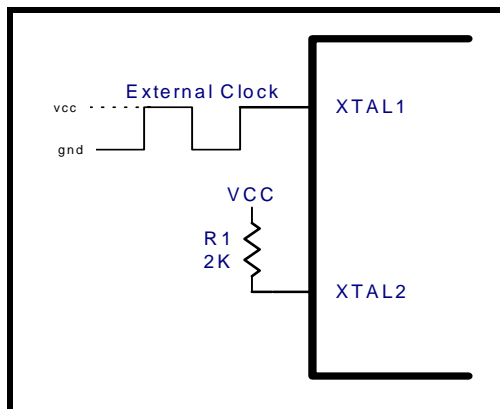 External Clock
vcc
XTAL1
gnd
VCC
R1
2K
XTAL2